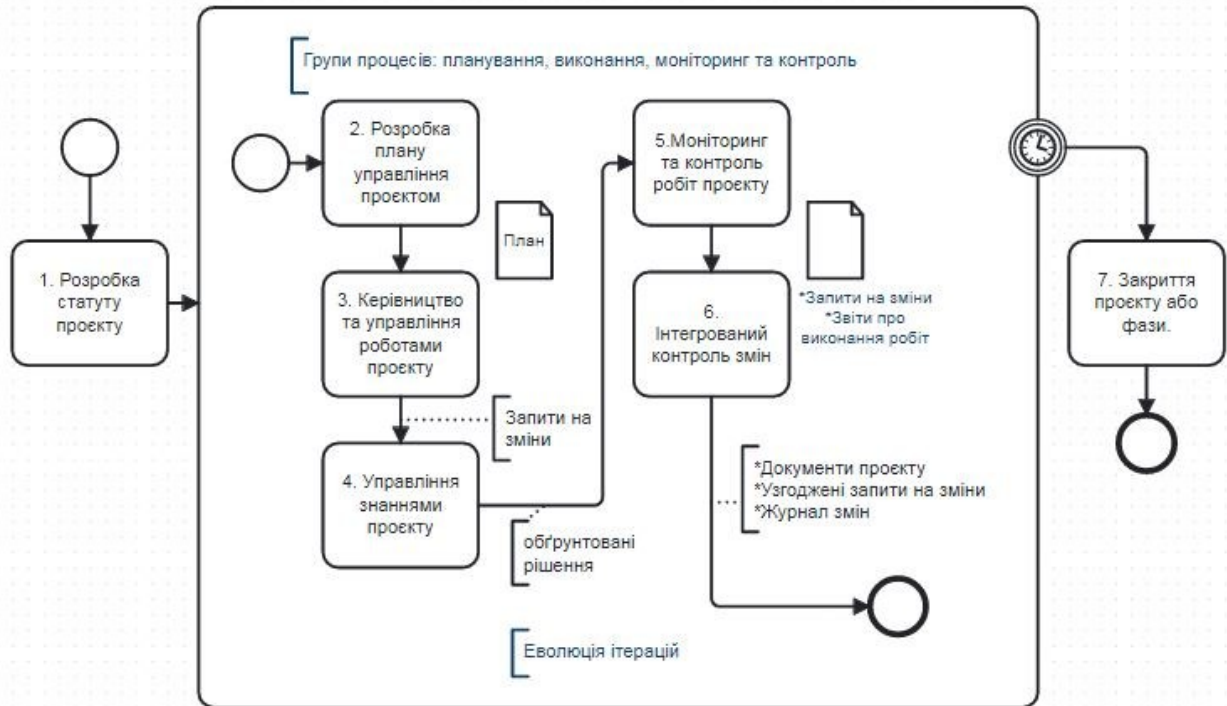 Групи процесів: планування, виконання, моніторинг та контроль
1. Розробка
статуту
проєкту
2. Розробка
плану
управління
проєктом
План
3. Керівництво
та управління
роботами
проєкту
Запити на
зміни
4. Управління
знаннями
проєкту
обґрунтовані
рішення
5.Моніторинг
та контроль
робіт проєкту
6.
Інтегрований
контроль змін
*Запити на зміни
*Звіти про
виконання робіт
*Документи проєкту
*Узгоджені запити на зміни
*Журнал змін
Еволюція ітерацій
7. Закриття
проєкту або
фази.